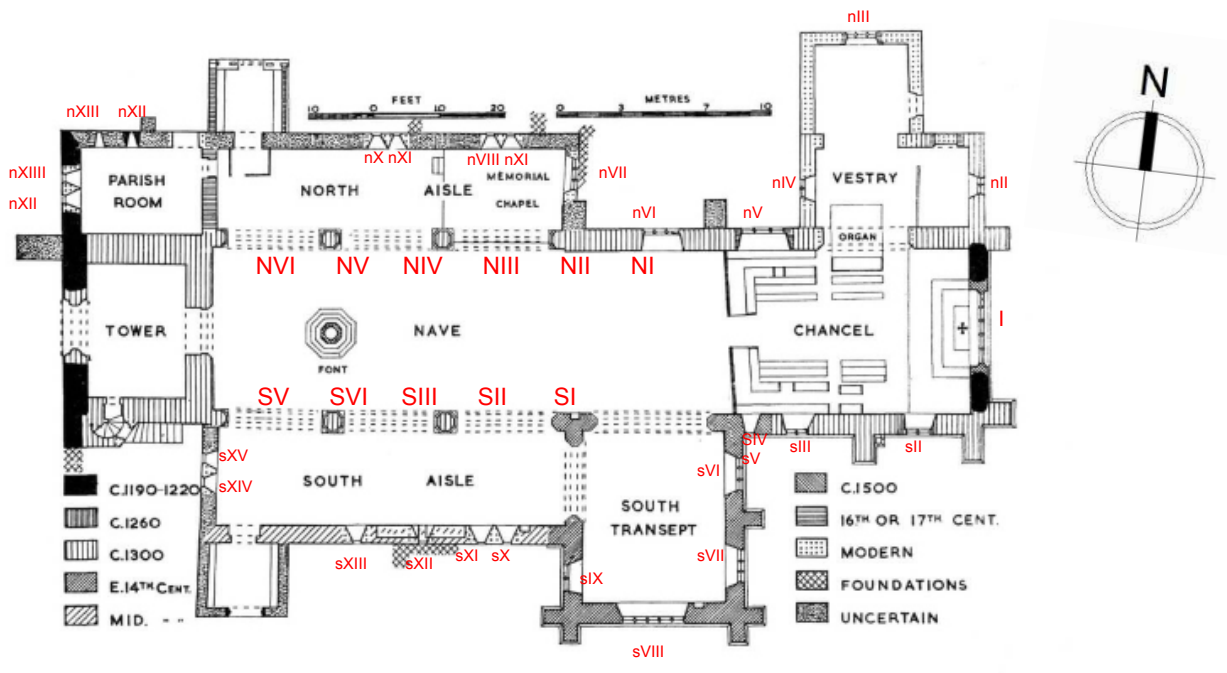 nIII
N
FEET
10 0 10 20
METRES
0 3 7 10
nXIII nXII
nX nXI
nVIII nXI
nXIIII
nXII
PARISH
ROOM
NORTH AISLE
MEMORIAL
CHAPEL
nVII
nIV
VESTRY
nII
nVI
nV
ORGAN
NVI NV NIV NIII NII NI
TOWER
NAVE
CHANCEL
I
FONT
SV SVI SIII SII SI
sXV
sXIV
SOUTH AISLE
SIV
sV
sIII
sII
sVI
SOUTH
TRANSEPT
sVII
sXIII
sXII
sXI
sX
sIX
sVIII
C.1190-1220
C.1260
C.1300
E.14TH CENT.
MID. " "
C.1500
16TH OR 17TH CENT.
MODERN
FOUNDATIONS
UNCERTAIN